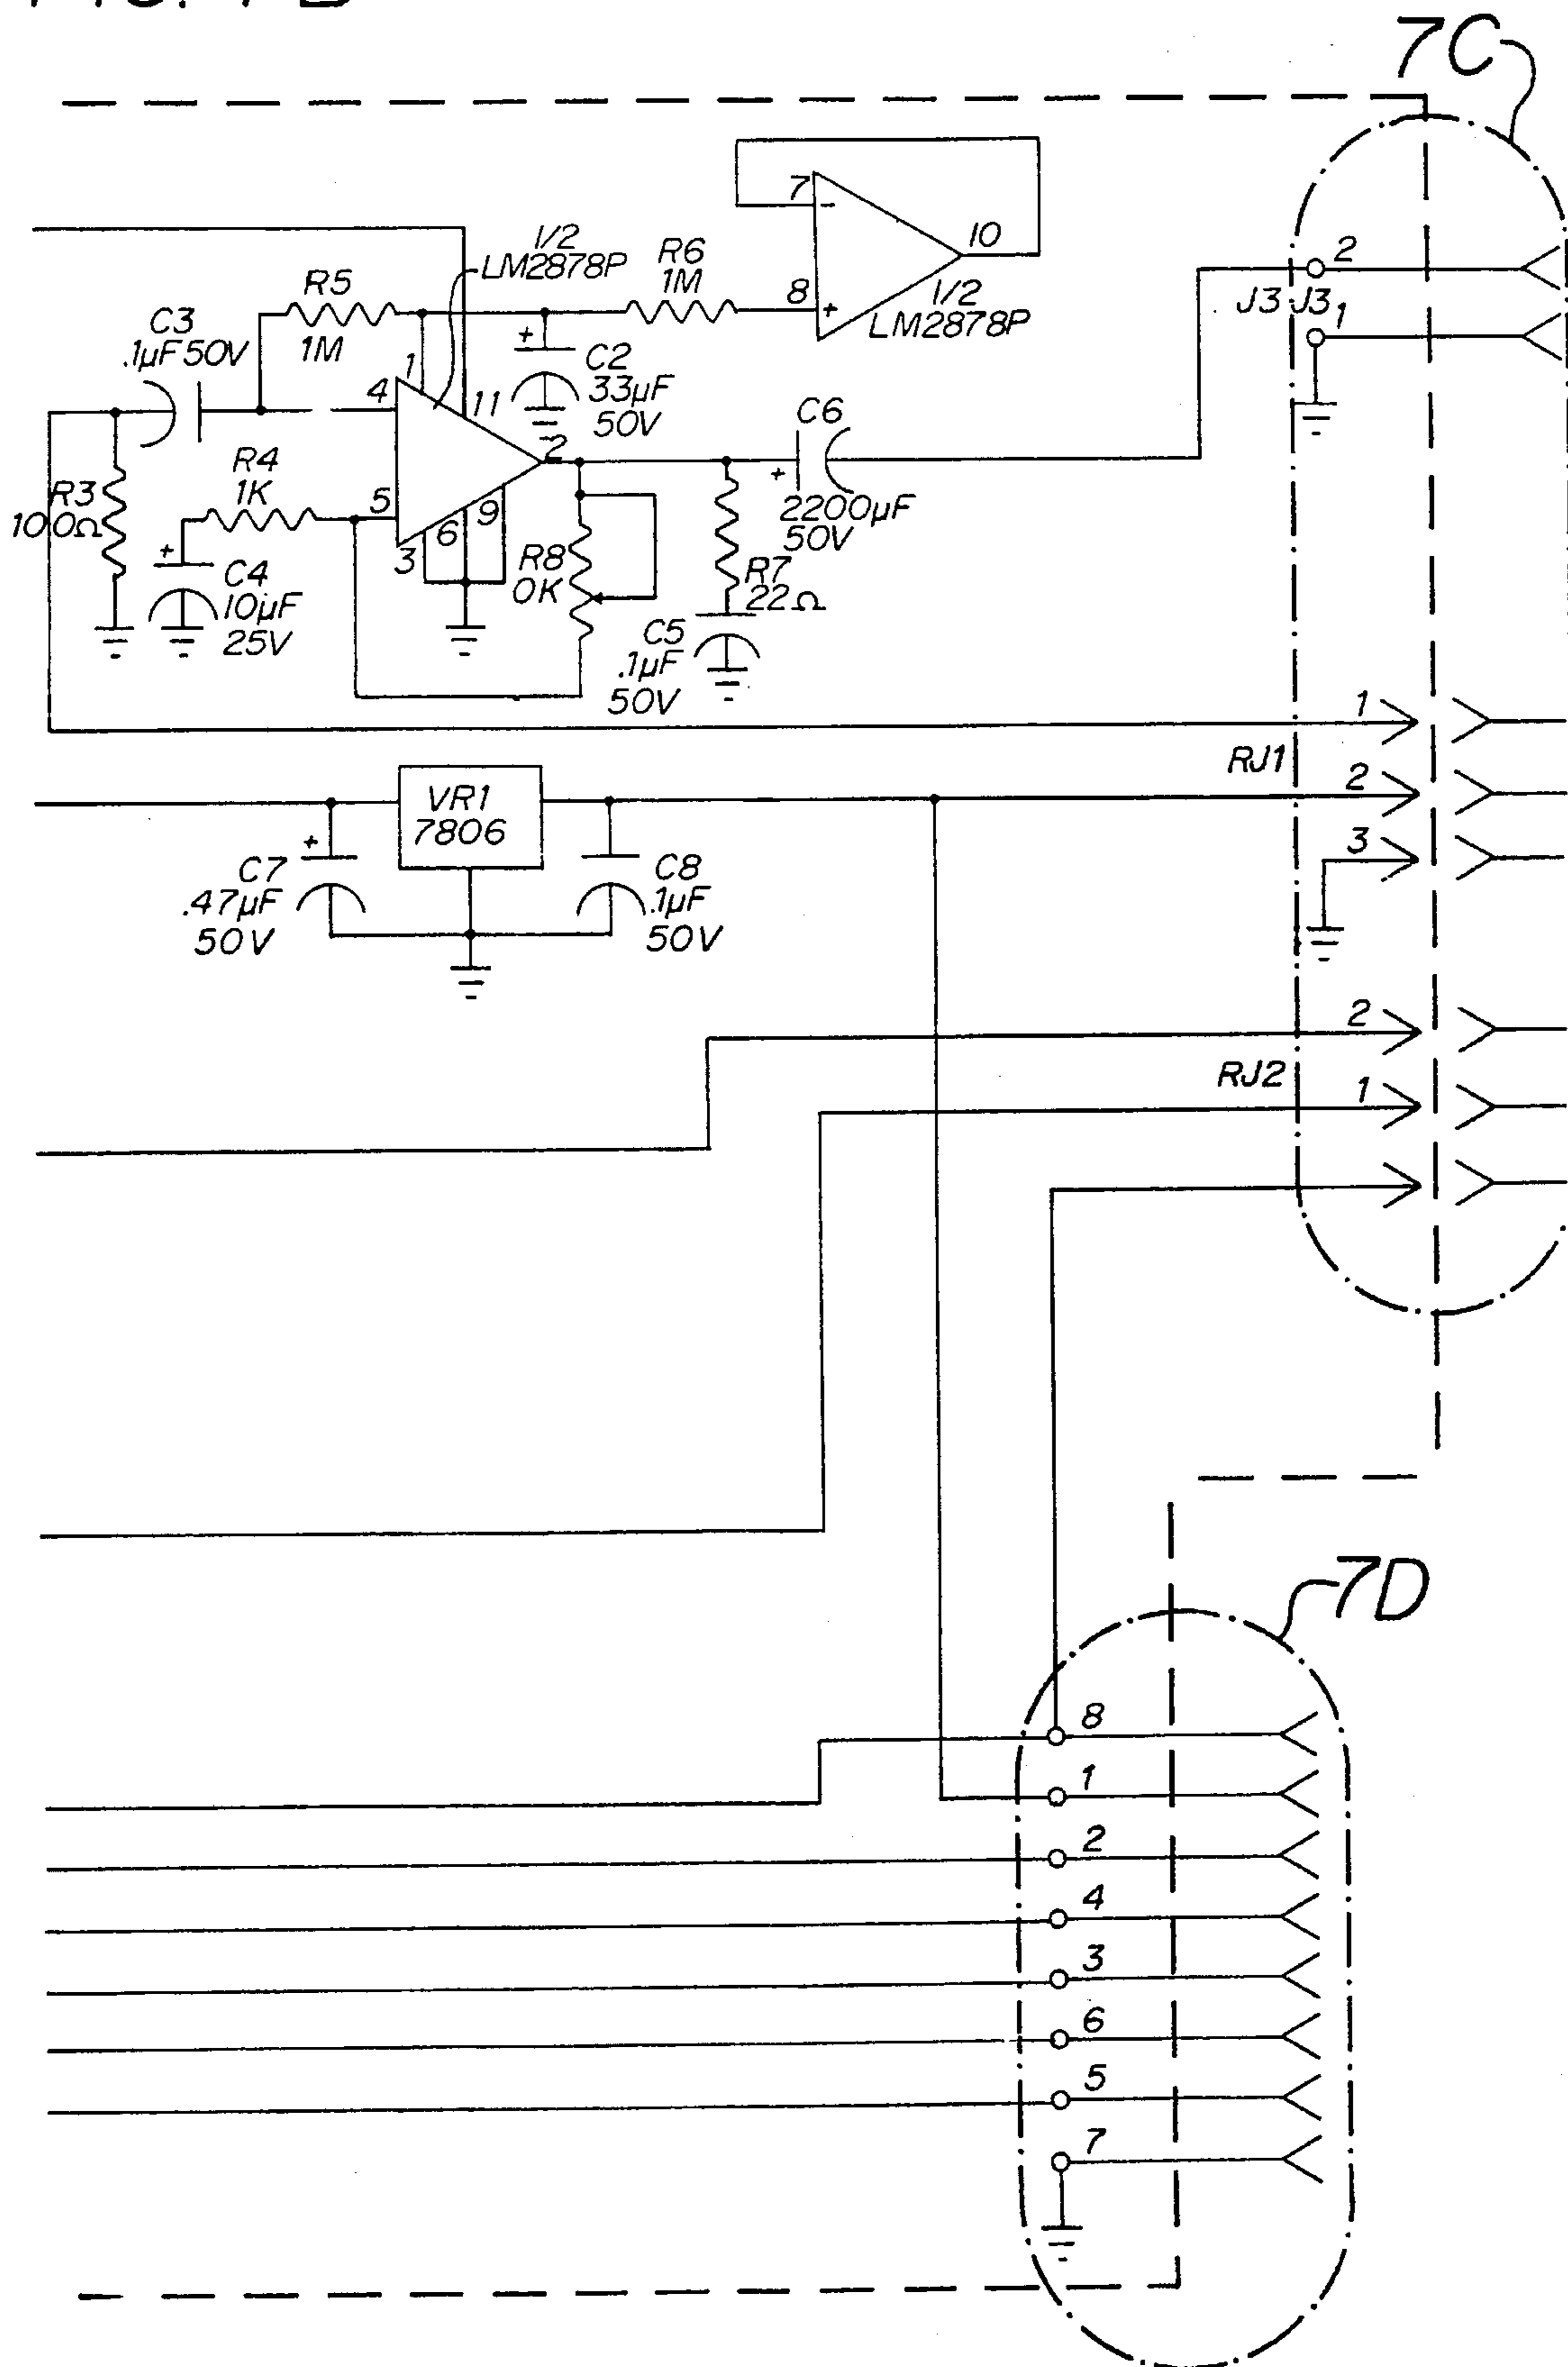 7C
7
10
8
1/2
LM2878P
1/2
LM2878P
R6
1M
R5
1M
C3
.1µF 50V
1
4
11
C2
33µF
50V
2
J3 J3
1
2
C6
2200µF
50V
R3
100Ω
R4
1K
5
3
6
9
C4
10µF
25V
R8
0K
R7
22Ω
C5
.1µF
50V
1
RJ1
2
3
VR1
7806
C7
.47µF
50V
C8
.1µF
50V
2
RJ2
1
7D
8
1
2
4
3
6
5
7
+
+
+
+
+
-